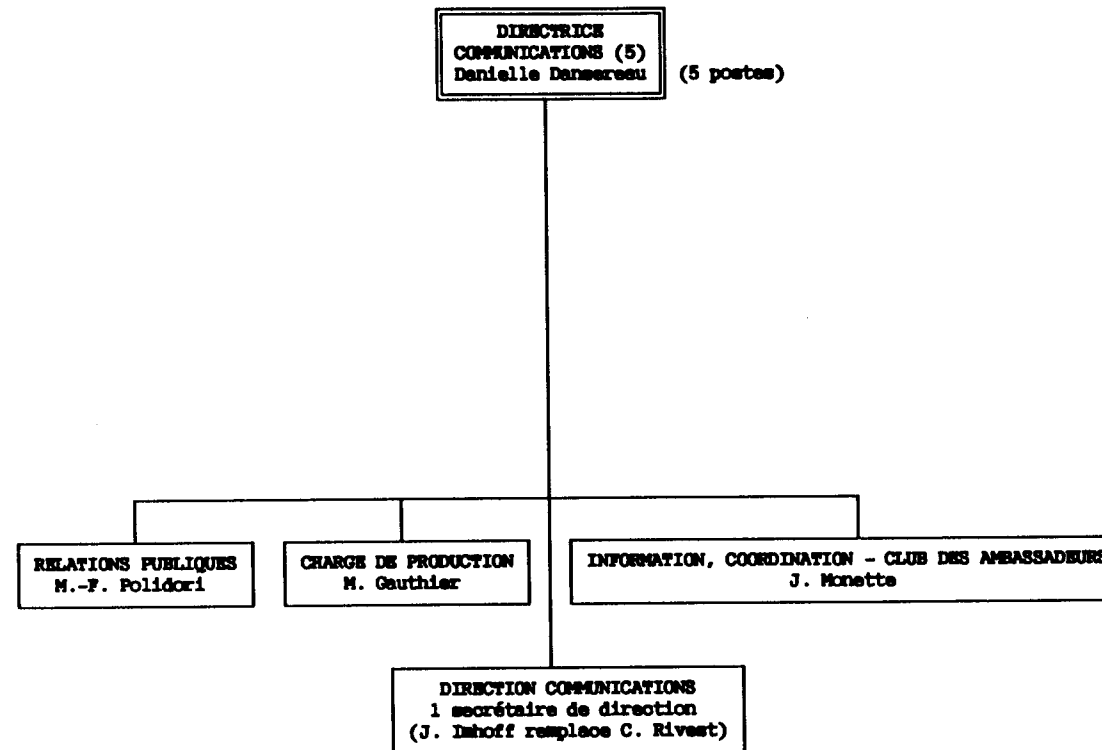 DIRECTRICE
COMMUNICATIONS (5)
Danielle Dansereau
(5 postes)
RELATIONS PUBLIQUES
M.-F. Polidori
CHARGE DE PRODUCTION
M. Gauthier
INFORMATION, COORDINATION - CLUB DES AMBASSADEURS
J. Monette
DIRECTION COMMUNICATIONS
1 secrétaire de direction
(J. Imhoff remplace C. Rivest)